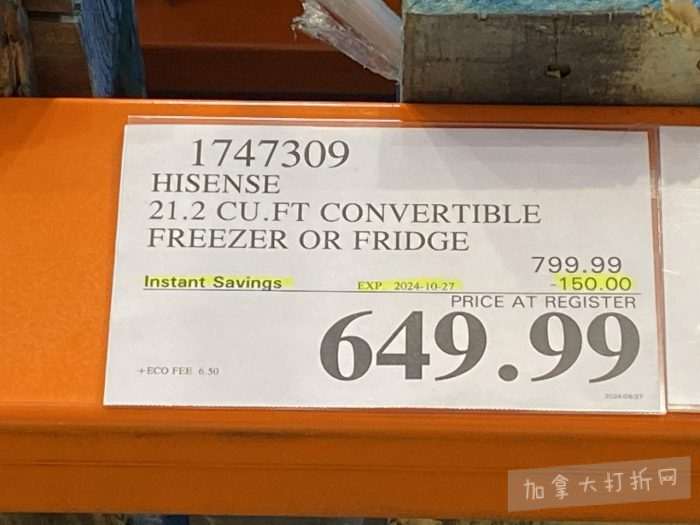 1747309
HISENSE
21.2 CU.FT CONVERTIBLE
FREEZER OR FRIDGE
799.99
Instant Savings EXP. 2024-10-27 -150.00
PRICE AT REGISTER
649.99
+ECO FEE 6.50
加拿大打折网